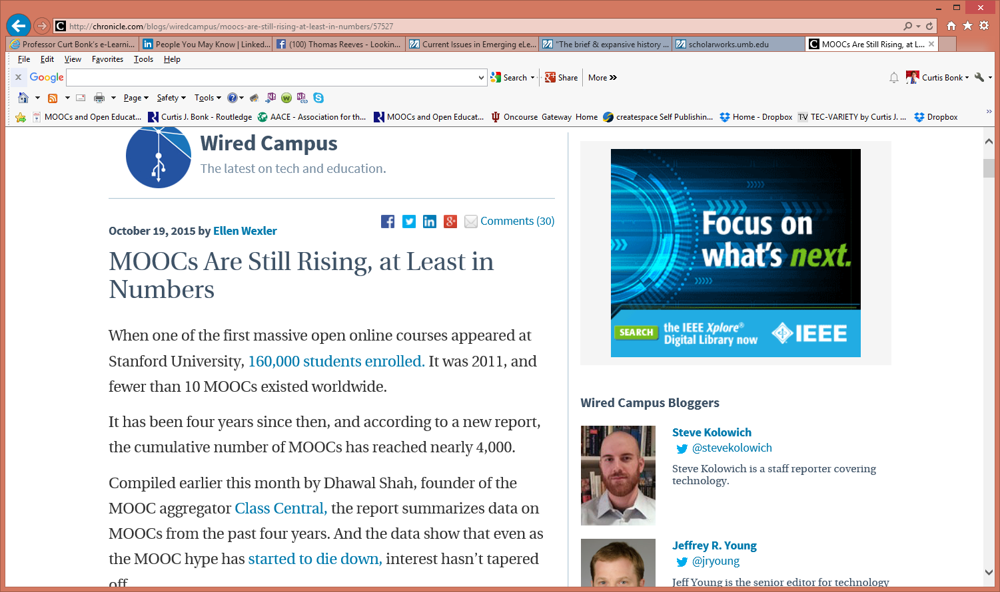 http://chronicle.com/blogs/wiredcampus/moocs-are-still-rising-at-least-in-numbers/57527
Professor Curt Bonk's e-Learni...
People You May Know | Linked...
(100) Thomas Reeves - Lookin...
Current Issues in Emerging eLe...
"The brief & expansive history ...
scholarworks.umb.edu
MOOCs Are Still Rising, at L...
File Edit View Favorites Tools Help
x Google Search Share More »
Curtis Bonk
Page Safety Tools
MOOCs and Open Educat...
Curtis J. Bonk - Routledge
AACE - Association for th...
MOOCs and Open Educat...
Oncourse Gateway Home
createspace Self Publishin...
Home - Dropbox
TEC-VARIETY by Curtis J. ...
Dropbox
Wired Campus
The latest on tech and education.
Comments (30)
October 19, 2015 by Ellen Wexler
MOOCs Are Still Rising, at Least in
Numbers
When one of the first massive open online courses appeared at
Stanford University, 160,000 students enrolled. It was 2011, and
fewer than 10 MOOCs existed worldwide.
It has been four years since then, and according to a new report,
the cumulative number of MOOCs has reached nearly 4,000.
Compiled earlier this month by Dhawal Shah, founder of the
MOOC aggregator Class Central, the report summarizes data on
MOOCs from the past four years. And the data show that even as
the MOOC hype has started to die down, interest hasn't tapered
off.
Focus on
what's next.
SEARCH
the IEEE Xplore®
Digital Library now
IEEE
Wired Campus Bloggers
Steve Kolowich
@stevekolowich
Steve Kolowich is a staff reporter covering
technology.
Jeffrey R. Young
@jryoung
Jeff Young is the senior editor for technology